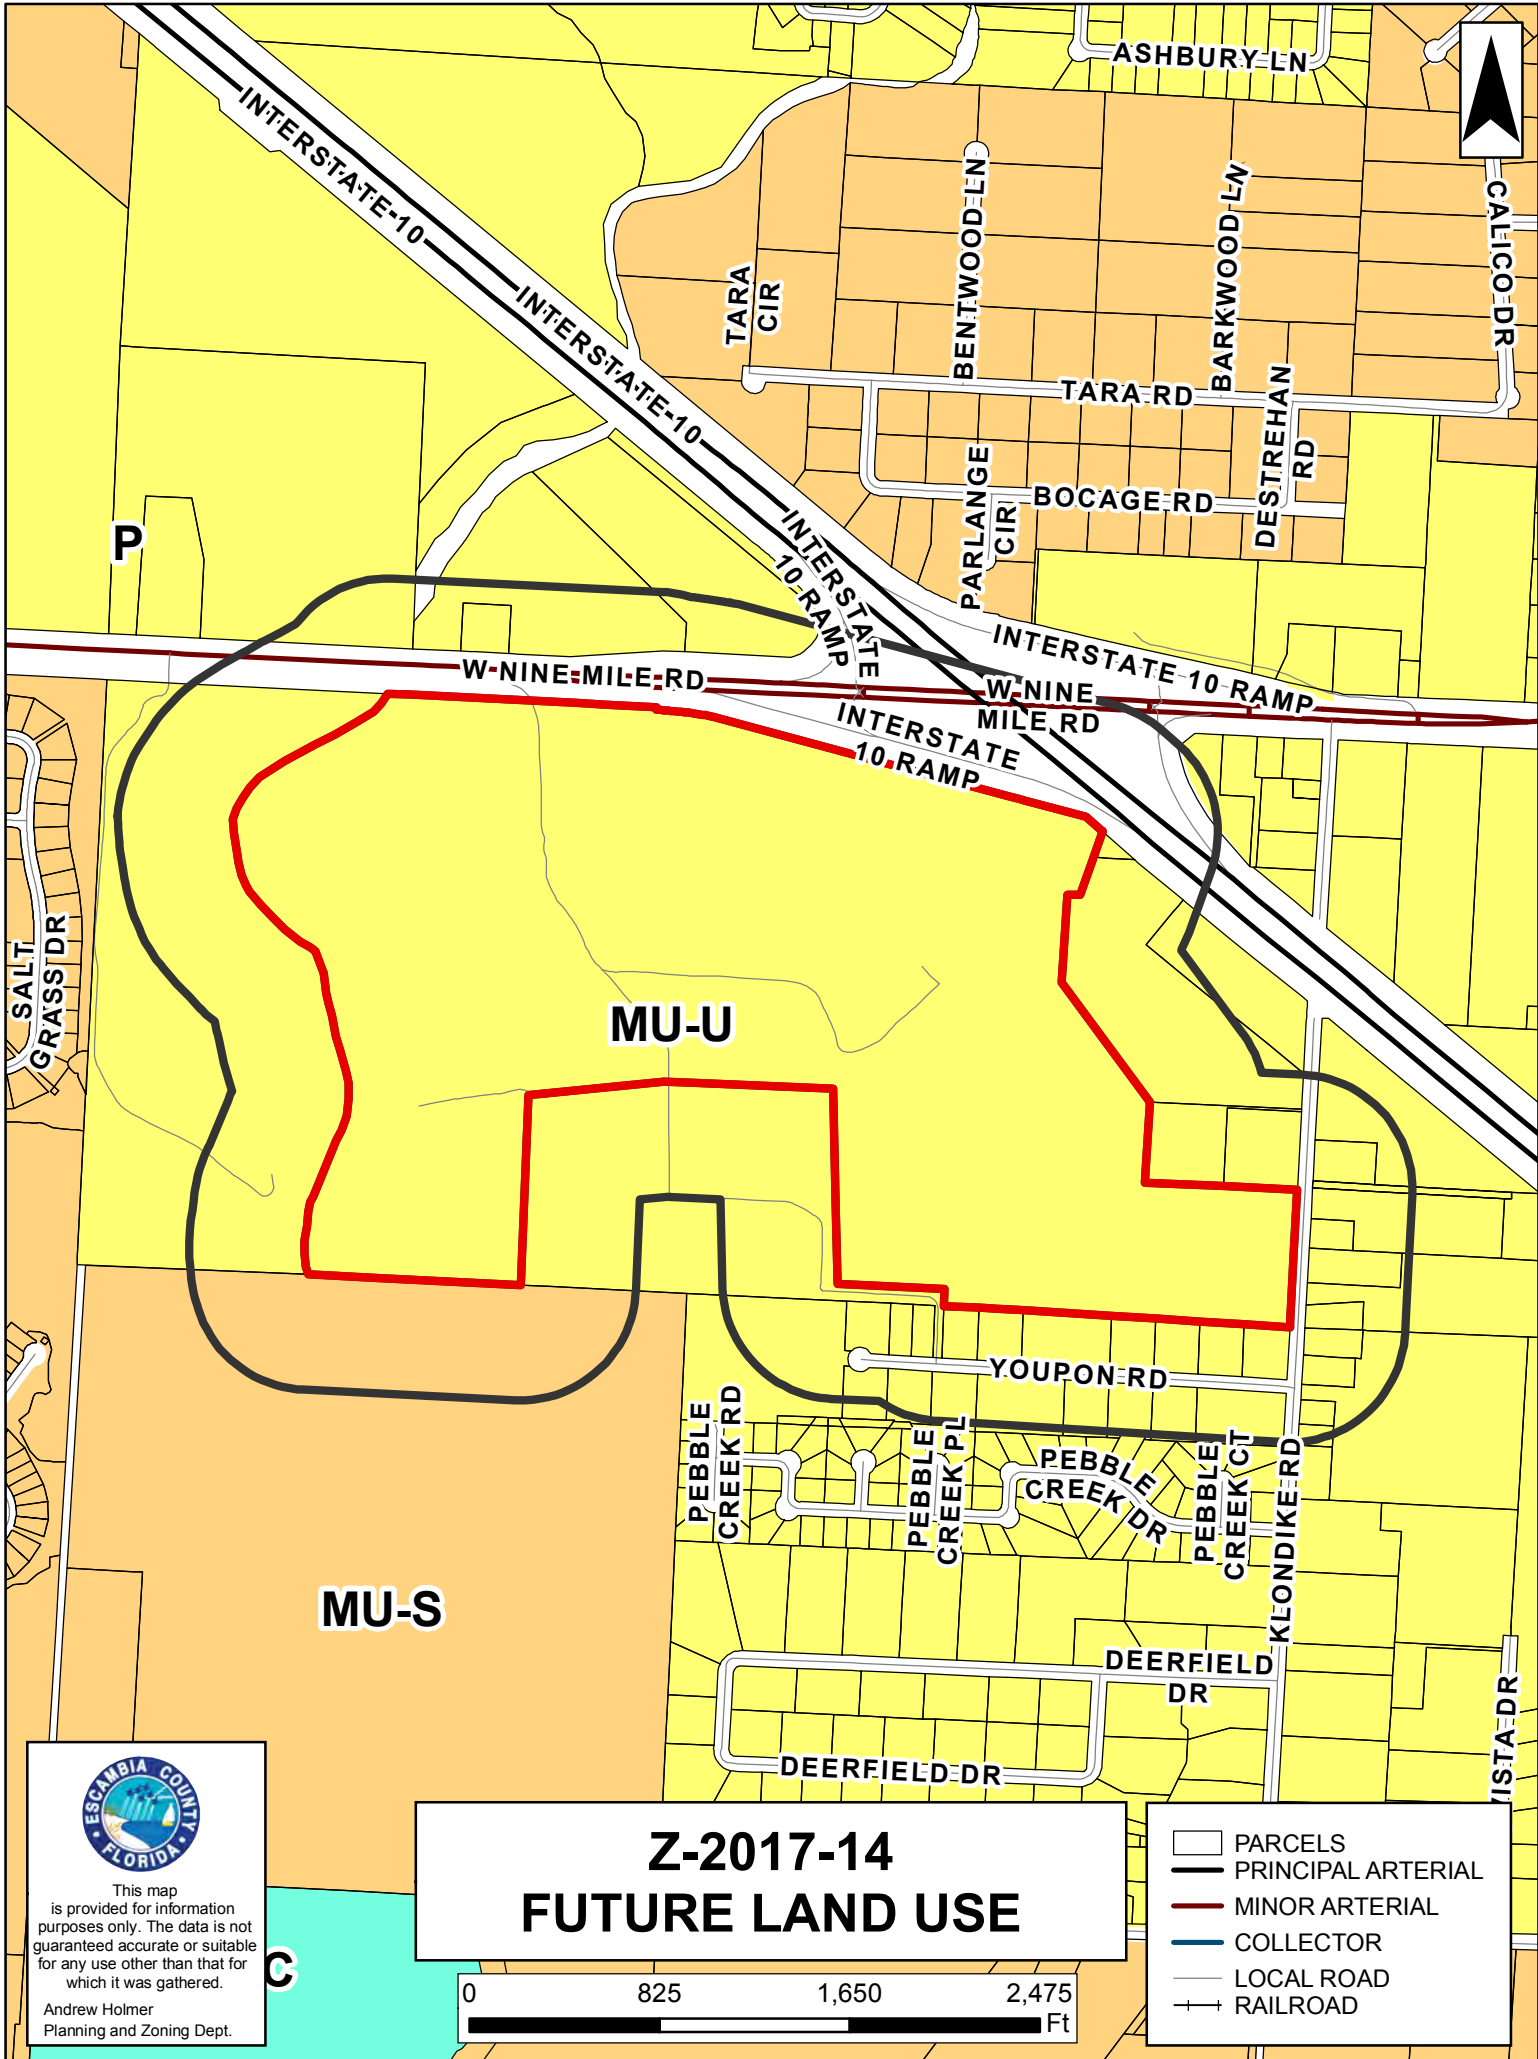 ASHBURY LN
INTERSTATE 10
BENTWOOD LN
BARKWOOD LN
CALICO DR
TARA
CIR
INTERSTATE 10
TARA RD
DESTREHAN
RD
PARLANGE
CIR
BOCAGE RD
P
INTERSTATE
10 RAMP
INTERSTATE 10 RAMP
W NINE MILE RD
W NINE
MILE RD
INTERSTATE
10 RAMP
SALT
GRASS DR
MU-U
YOUPON RD
PEBBLE
CREEK RD
PEBBLE
CREEK PL
PEBBLE
CREEK DR
PEBBLE
CREEK CT
KLONDIKE RD
MU-S
DEERFIELD
DR
DEERFIELD DR
VISTA DR
ESCAMBIA COUNTY
FLORIDA
This map
is provided for information
purposes only. The data is not
guaranteed accurate or suitable
for any use other than that for
which it was gathered.
Andrew Holmer
Planning and Zoning Dept.
C
Z-2017-14
FUTURE LAND USE
0 825 1,650 2,475
Ft
PARCELS
PRINCIPAL ARTERIAL
MINOR ARTERIAL
COLLECTOR
LOCAL ROAD
RAILROAD